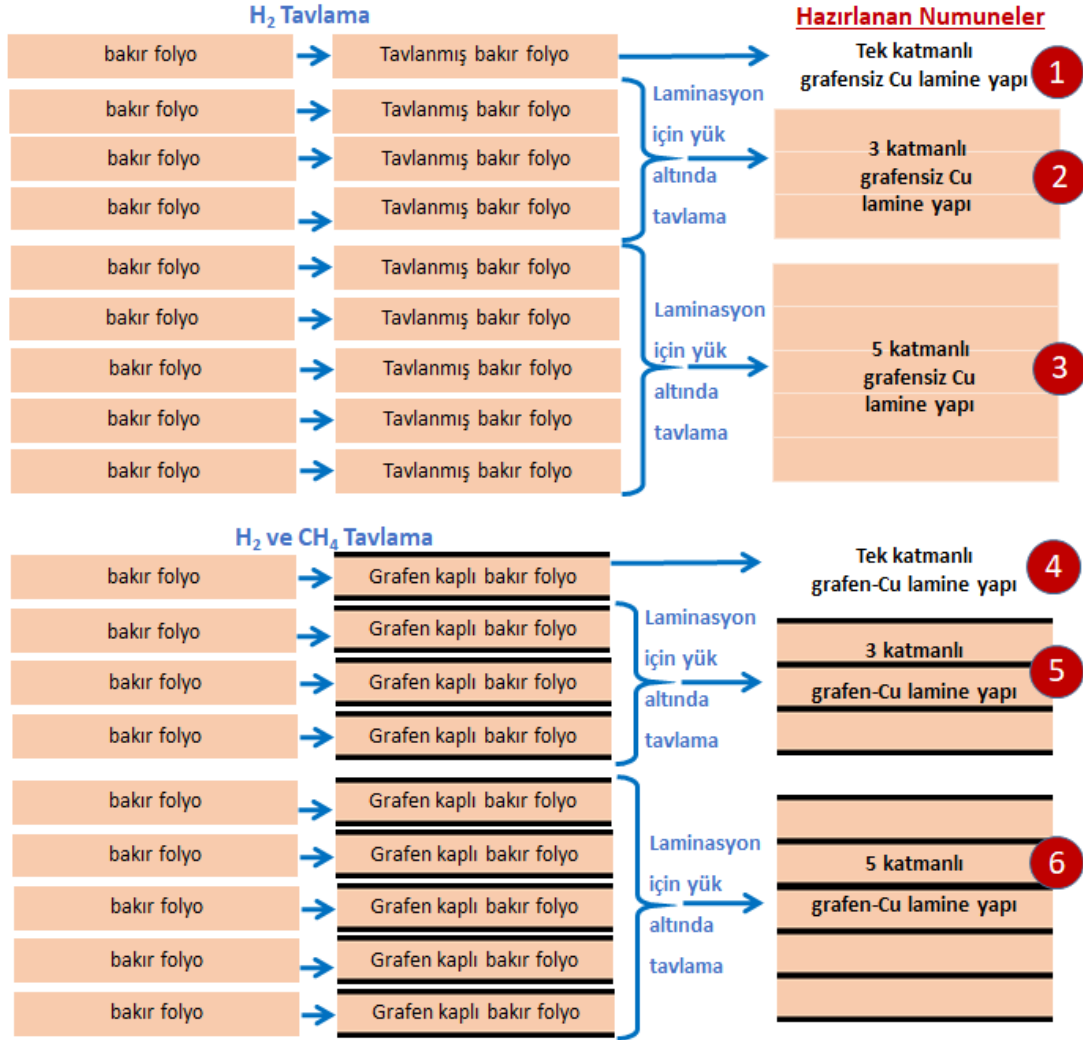 H₂ Tavlama
Hazırlanan Numuneler
bakır folyo
Tavlanmış bakır folyo
Tek katmanlı
grafensiz Cu lamine yapı
1
bakır folyo
Tavlanmış bakır folyo
bakır folyo
Tavlanmış bakır folyo
bakır folyo
Tavlanmış bakır folyo
Laminasyon
için yük
altında
tavlama
3 katmanlı
grafensiz Cu
lamine yapı
2
bakır folyo
Tavlanmış bakır folyo
bakır folyo
Tavlanmış bakır folyo
bakır folyo
Tavlanmış bakır folyo
bakır folyo
Tavlanmış bakır folyo
bakır folyo
Tavlanmış bakır folyo
Laminasyon
için yük
altında
tavlama
5 katmanlı
grafensiz Cu
lamine yapı
3
H₂ ve CH₄ Tavlama
bakır folyo
Grafen kaplı bakır folyo
Tek katmanlı
grafen-Cu lamine yapı
4
bakır folyo
Grafen kaplı bakır folyo
bakır folyo
Grafen kaplı bakır folyo
bakır folyo
Grafen kaplı bakır folyo
Laminasyon
için yük
altında
tavlama
3 katmanlı
grafen-Cu lamine yapı
5
bakır folyo
Grafen kaplı bakır folyo
bakır folyo
Grafen kaplı bakır folyo
bakır folyo
Grafen kaplı bakır folyo
bakır folyo
Grafen kaplı bakır folyo
bakır folyo
Grafen kaplı bakır folyo
Laminasyon
için yük
altında
tavlama
5 katmanlı
grafen-Cu lamine yapı
6